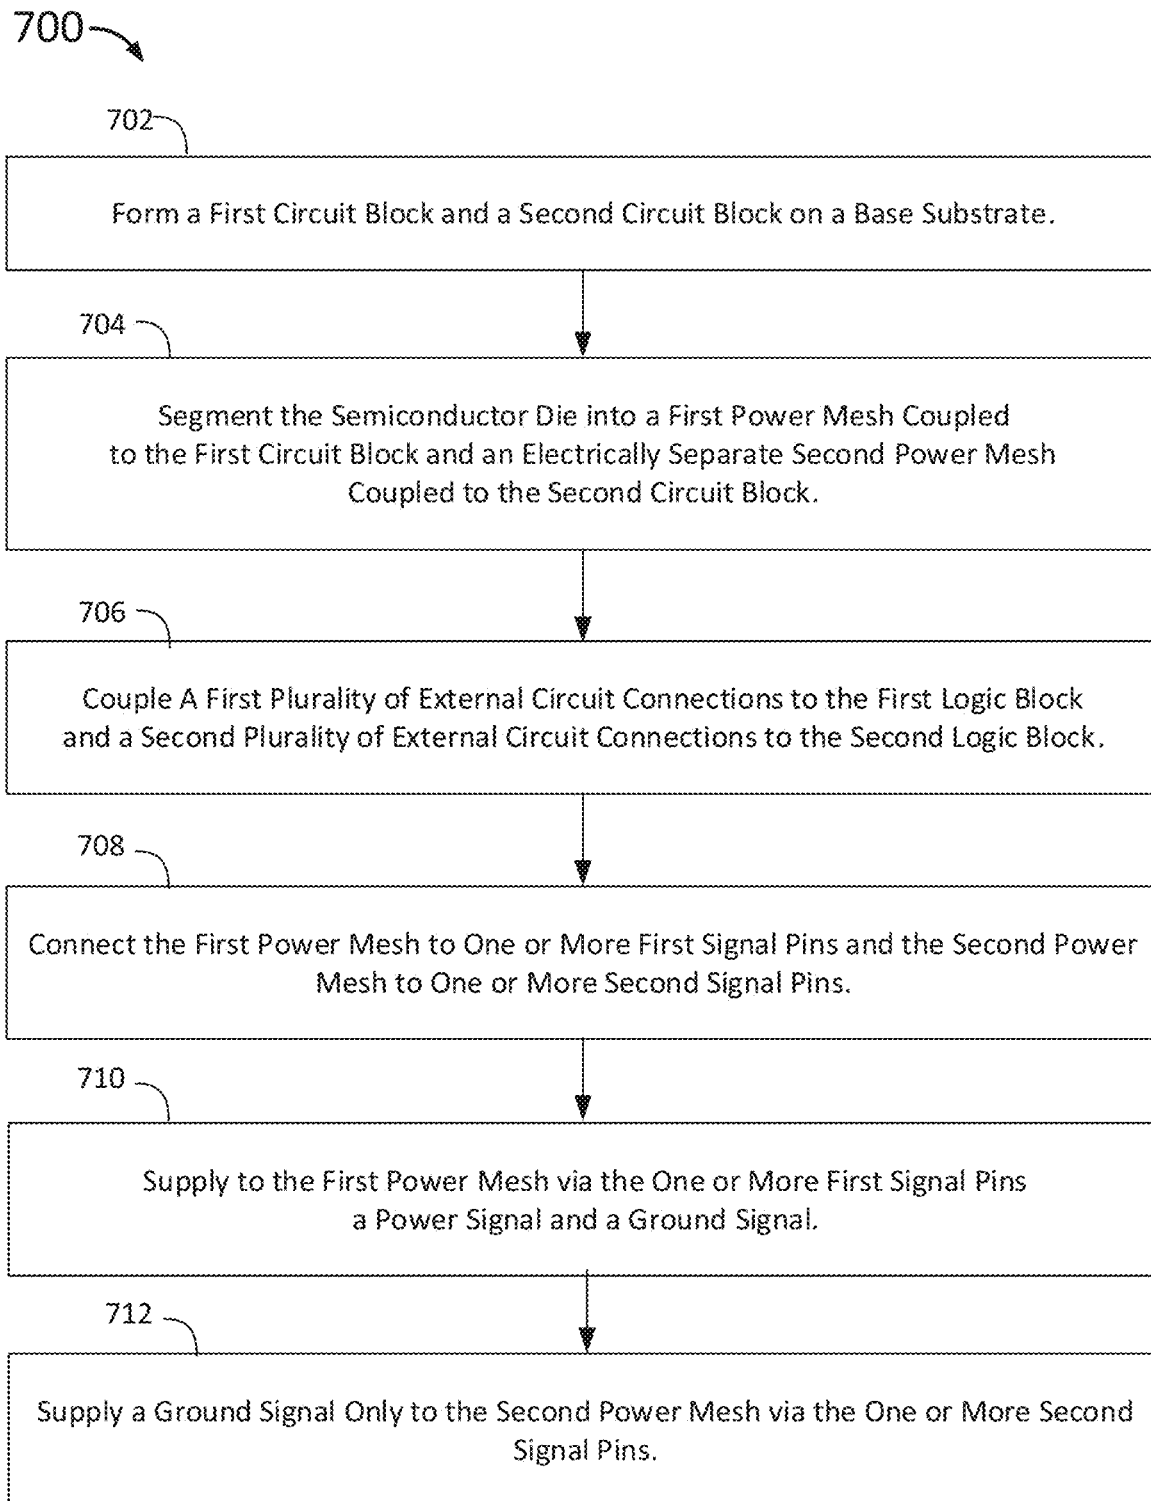 700
702
Form a First Circuit Block and a Second Circuit Block on a Base Substrate.
704
Segment the Semiconductor Die into a First Power Mesh Coupled
to the First Circuit Block and an Electrically Separate Second Power Mesh
Coupled to the Second Circuit Block.
706
Couple A First Plurality of External Circuit Connections to the First Logic Block
and a Second Plurality of External Circuit Connections to the Second Logic Block.
708
Connect the First Power Mesh to One or More First Signal Pins and the Second Power
Mesh to One or More Second Signal Pins.
710
Supply to the First Power Mesh via the One or More First Signal Pins
a Power Signal and a Ground Signal.
712
Supply a Ground Signal Only to the Second Power Mesh via the One or More Second
Signal Pins.